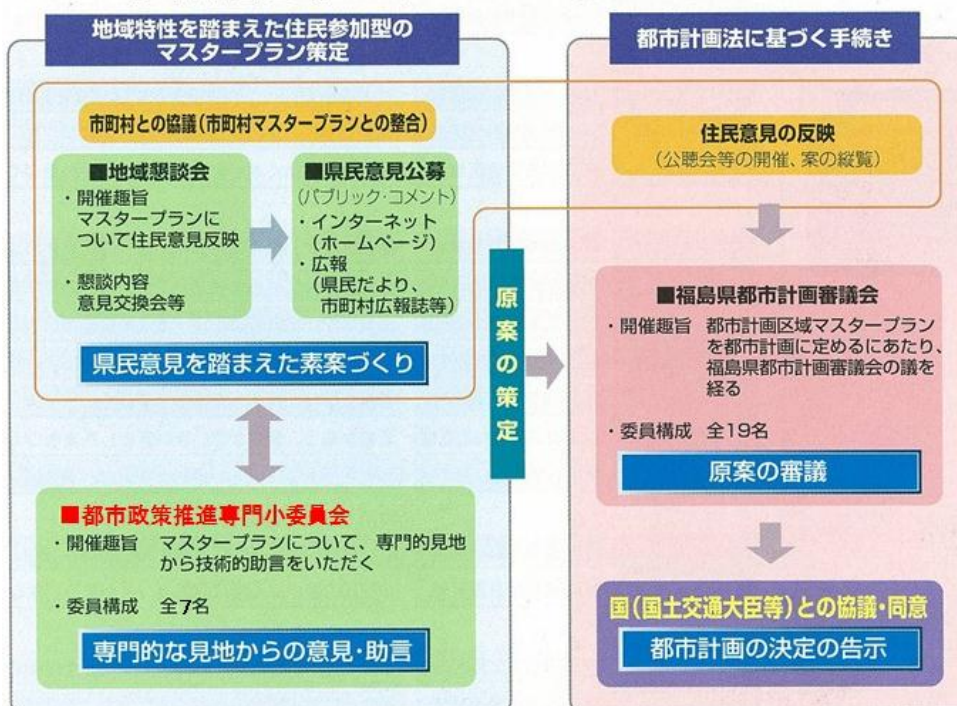 地域特性を踏まえた住民参加型の
マスタープラン策定
市町村との協議(市町村マスタープランとの整合)
■地域懇談会
・開催趣旨
マスタープランに
ついて住民意見反映
・懇談内容
意見交換会等
■県民意見公募
(パブリック・コメント)
・インターネット
(ホームページ)
・広報
(県民だより、
市町村広報誌等)
県民意見を踏まえた素案づくり
■都市政策推進専門小委員会
・開催趣旨 マスタープランについて、専門的見地
から技術的助言をいただく
・委員構成 全7名
専門的な見地からの意見・助言
原案の策定
都市計画法に基づく手続き
住民意見の反映
(公聴会等の開催、案の縦覧)
■福島県都市計画審議会
・開催趣旨 都市計画区域マスタープラン
を都市計画に定めるにあたり、
福島県都市計画審議会の議を
経る
・委員構成 全19名
原案の審議
国(国土交通大臣等)との協議・同意
都市計画の決定の告示